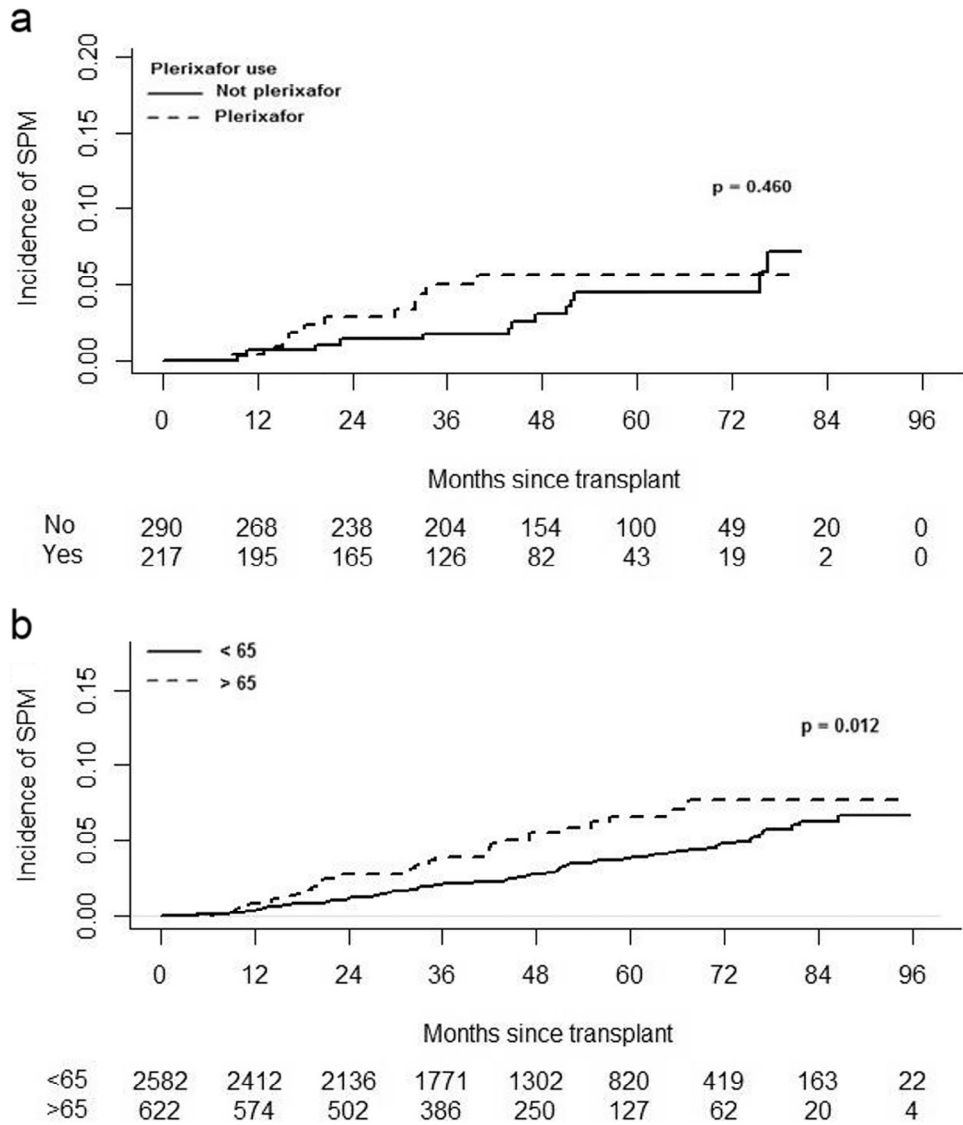 a
Plerixafor use
Not plerixafor
Plerixafor
p = 0.460
Incidence of SPM
0.20
0.15
0.10
0.05
0.00
0 12 24 36 48 60 72 84 96
Months since transplant
No 290 268 238 204 154 100 49 20 0
Yes 217 195 165 126 82 43 19 2 0
b
< 65
> 65
p = 0.012
Incidence of SPM
0.15
0.10
0.05
0.00
0 12 24 36 48 60 72 84 96
Months since transplant
<65 2582 2412 2136 1771 1302 820 419 163 22
>65 622 574 502 386 250 127 62 20 4